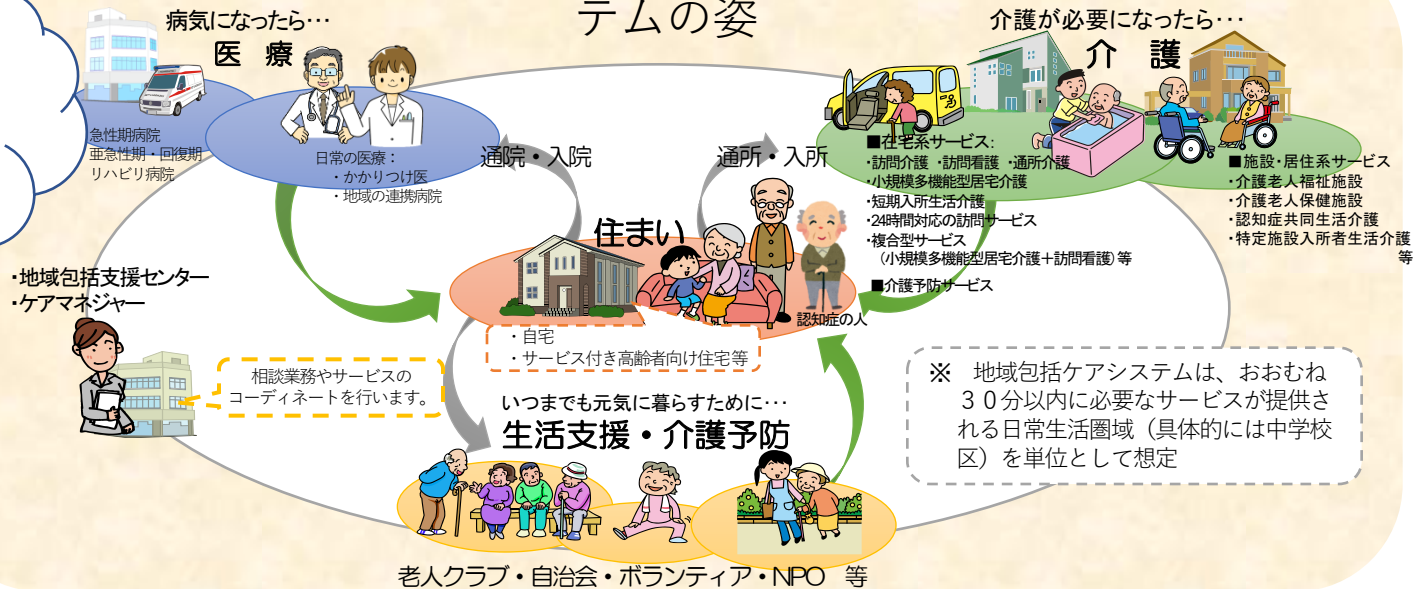 テムの姿
病気になったら･･･
医 療
急性期病院
亜急性期・回復期
リハビリ病院
日常の医療：
・かかりつけ医
・地域の連携病院
通院・入院
通所・入所
介護が必要になったら･･･
介 護
■在宅系サービス：
・訪問介護 ・訪問看護 ・通所介護
・小規模多機能型居宅介護
・短期入所生活介護
・24時間対応の訪問サービス
・複合型サービス
（小規模多機能型居宅介護＋訪問看護）等
■介護予防サービス
■施設・居住系サービス
・介護老人福祉施設
・介護老人保健施設
・認知症共同生活介護
・特定施設入所者生活介護
等
住まい
認知症の人
・自宅
・サービス付き高齢者向け住宅等
・地域包括支援センター
・ケアマネジャー
相談業務やサービスの
コーディネートを行います。
いつまでも元気に暮らすために･･･
生活支援・介護予防
老人クラブ・自治会・ボランティア・NPO 等
※ 地域包括ケアシステムは、おおむね
３０分以内に必要なサービスが提供さ
れる日常生活圏域（具体的には中学校
区）を単位として想定